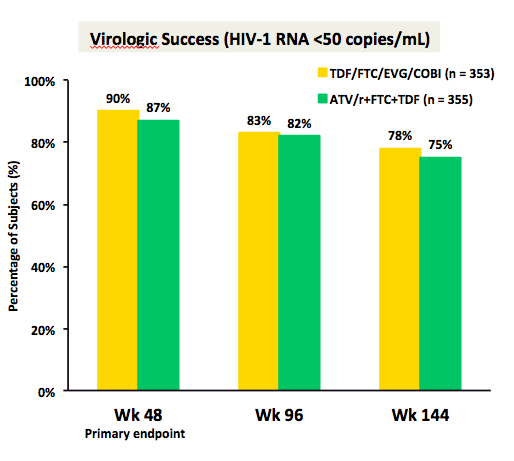 Virologic Success (HIV-1 RNA <50 copies/mL)
TDF/FTC/EVG/COBI (n = 353)
ATV/r+FTC+TDF (n = 355)
Percentage of Subjects (%)
100%
80%
60%
40%
20%
0%
90%
87%
83%
82%
78%
75%
Wk 48
Primary endpoint
Wk 96
Wk 144